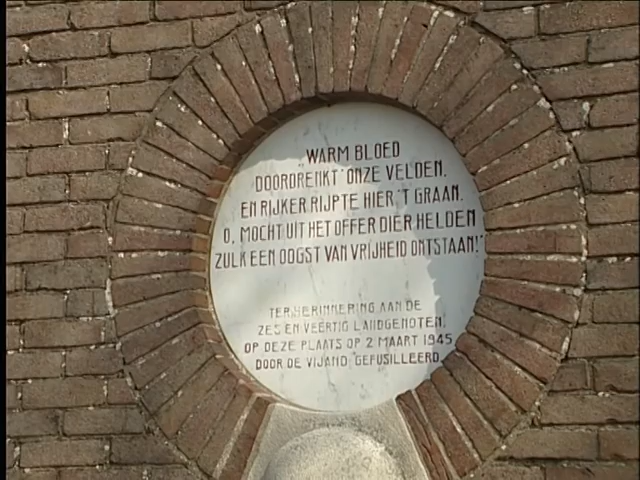 „WARM BLOED
DOORDRENKT ONZE VELDEN.
EN RIJKER RIJPTE HIER 'T GRAAN.
O, MOCHT UIT HET OFFER DIER HELDEN
ZULK EEN OOGST VAN VRIJHEID ONTSTAAN!"
TER HERINNERING AAN DE
ZES EN VEERTIG LANDGENOTEN,
OP DEZE PLAATS OP 2 MAART 1945
DOOR DE VIJAND GEFUSILLEERD.